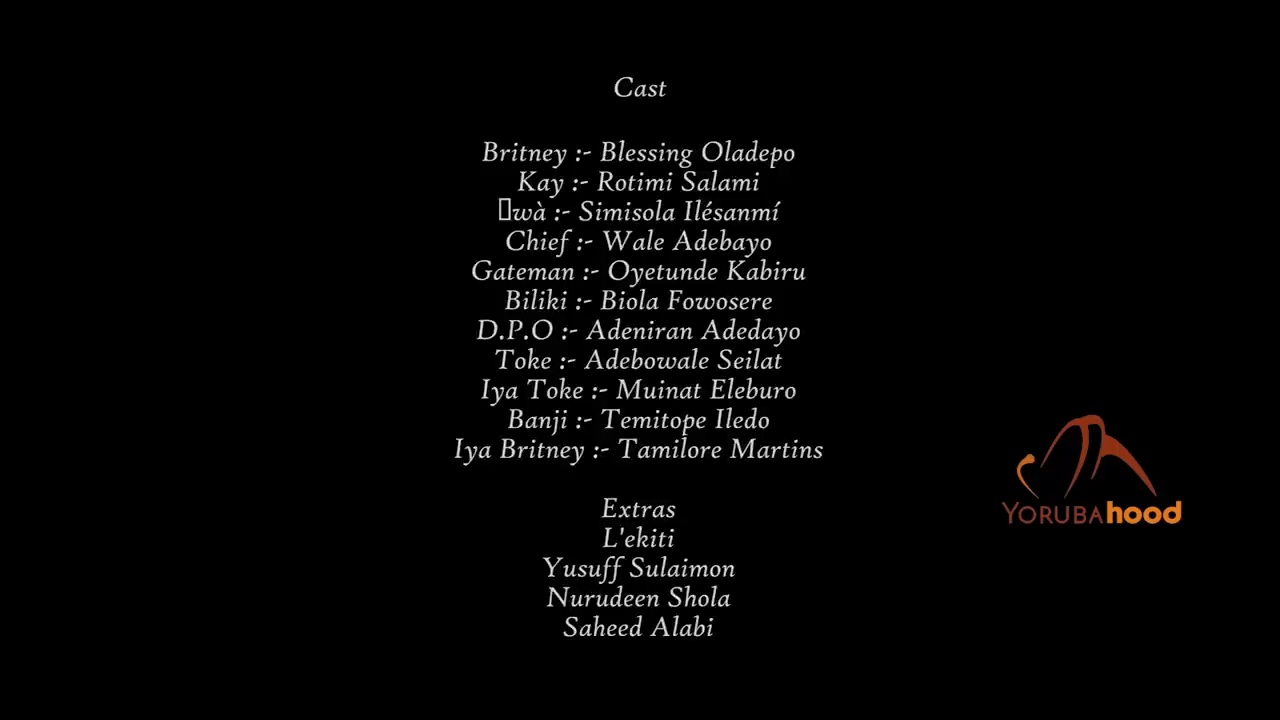 Cast
Britney :- Blessing Oladepo
Kay :- Rotimi Salami
▯wà :- Simisola Ilésanmí
Chief :- Wale Adebayo
Gateman :- Oyetunde Kabiru
Biliki :- Biola Fowosere
D.P.O :- Adeniran Adedayo
Toke :- Adebowale Seilat
Iya Toke :- Muinat Eleburo
Banji :- Temitope Iledo
Iya Britney :- Tamilore Martins
Extras
L'ekiti
Yusuff Sulaimon
Nurudeen Shola
Saheed Alabi
YORUBAhood